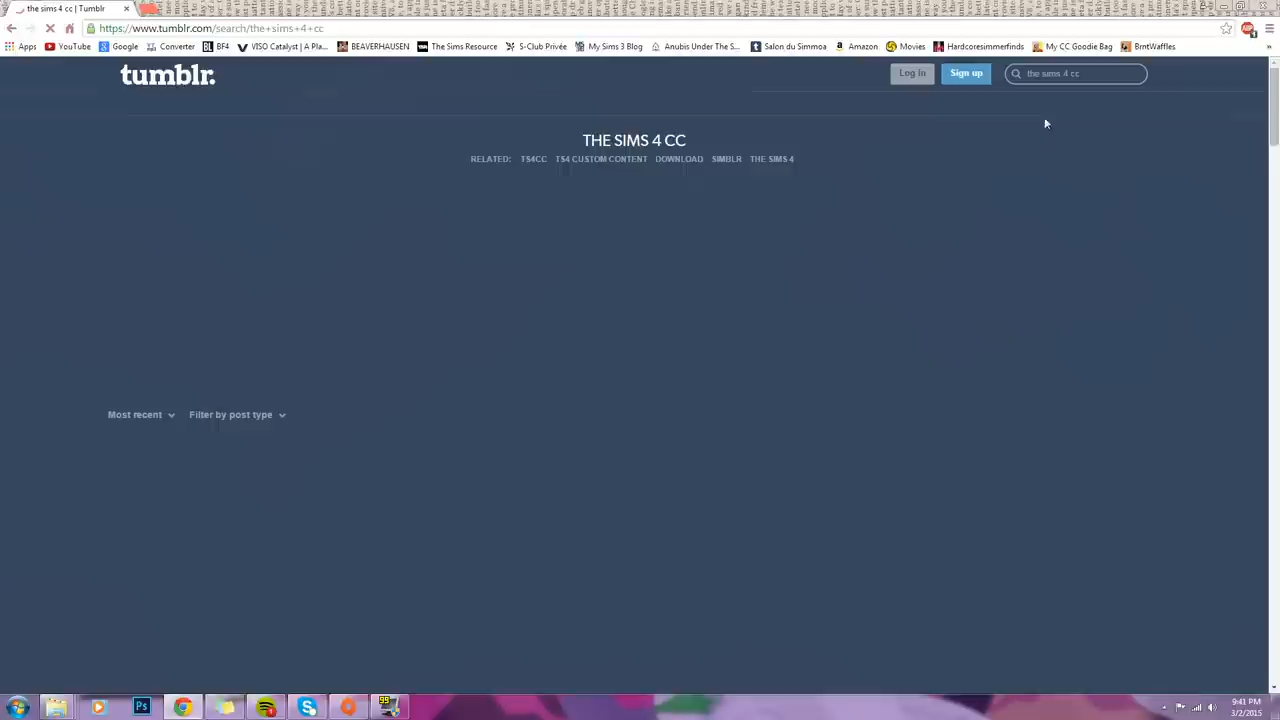 the sims 4 cc | Tumblr
https://www.tumblr.com/search/the+sims+4+cc
Apps YouTube Google Converter BF4 VISO Catalyst | A Pla... BEAVERHAUSEN The Sims Resource S-Club Privée My Sims 3 Blog Anubis Under The S... Salon du Simmoa Amazon Movies Hardcoresimmerfinds My CC Goodie Bag BrntWaffles
tumblr. Log in Sign up the sims 4 cc
THE SIMS 4 CC
RELATED: TS4CC TS4 CUSTOM CONTENT DOWNLOAD SIMBLR THE SIMS 4
Most recent Filter by post type
Ps 99
9:41 PM
3/2/2015